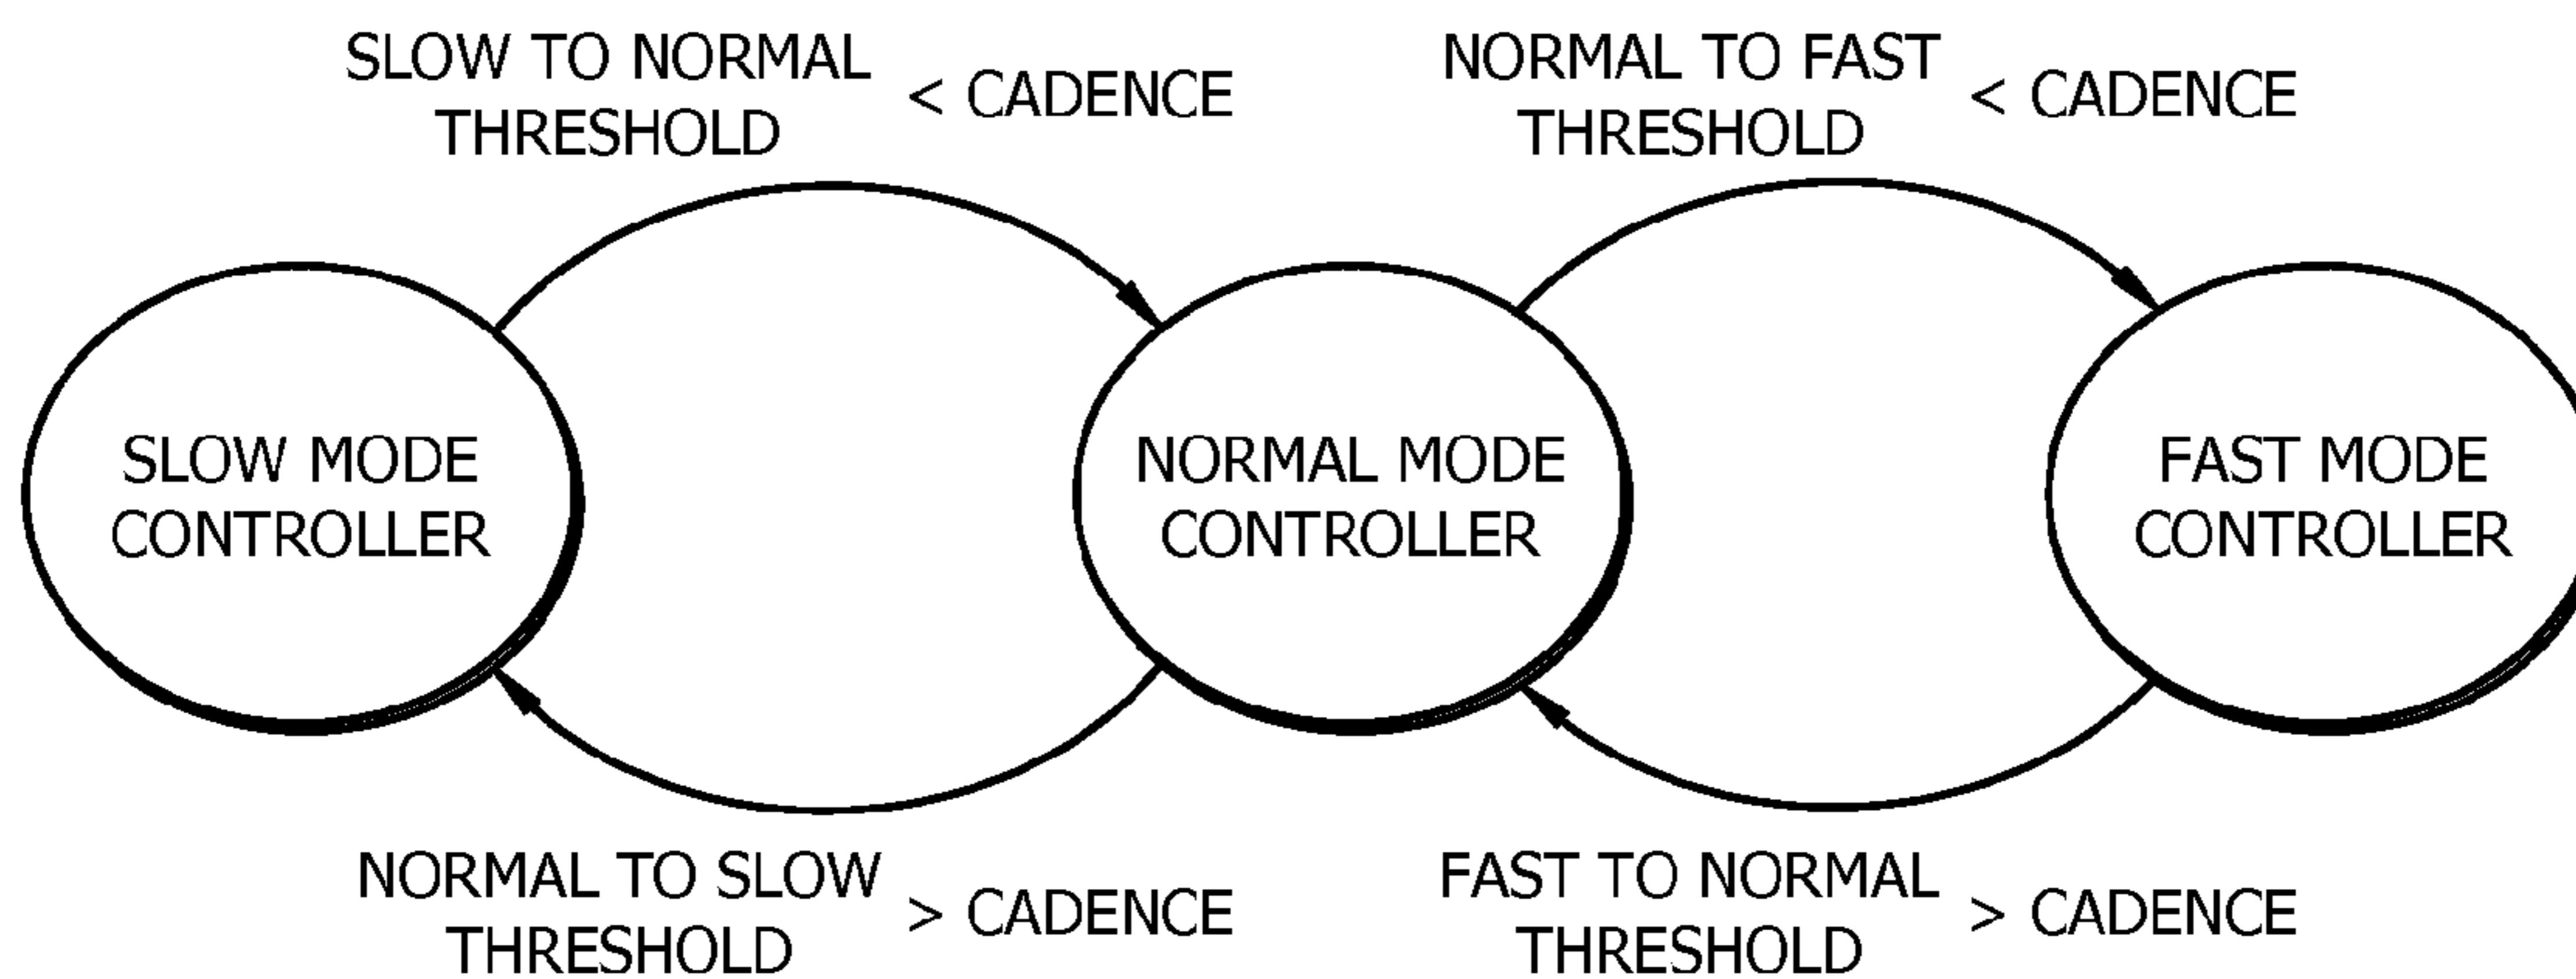 SLOW TO NORMAL
THRESHOLD
< CADENCE
NORMAL TO FAST
THRESHOLD
< CADENCE
SLOW MODE
CONTROLLER
NORMAL MODE
CONTROLLER
FAST MODE
CONTROLLER
NORMAL TO SLOW
THRESHOLD
> CADENCE
FAST TO NORMAL
THRESHOLD
> CADENCE